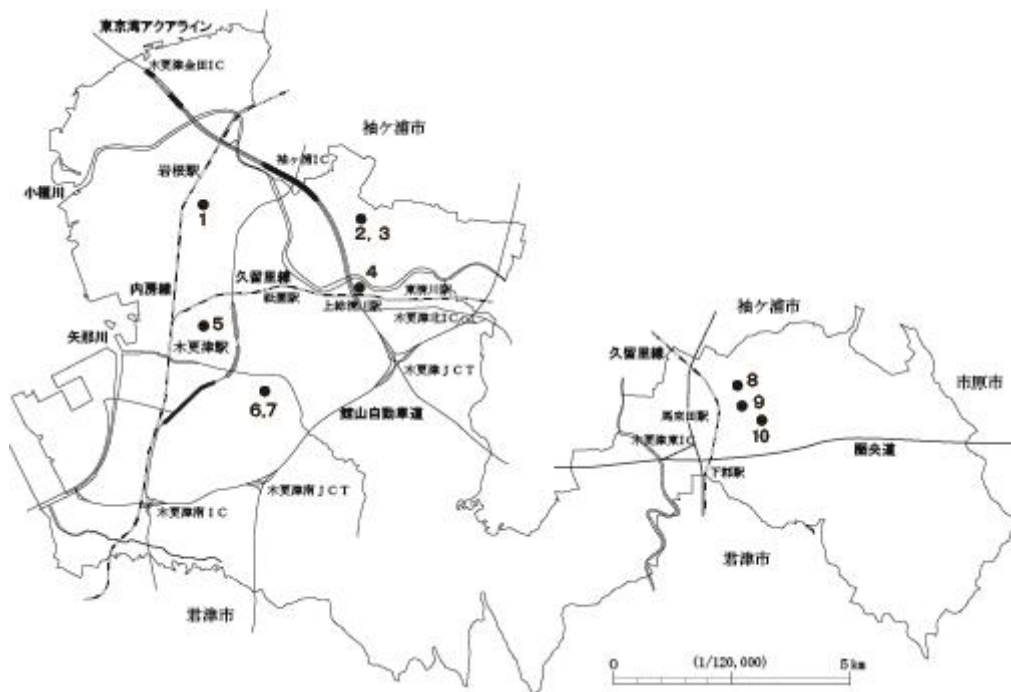 東京湾アクアライン
木更津金田IC
袖ケ浦市
岩根駅
袖ヶ浦IC
小櫃川
1
2, 3
4
内房線
久留里線
祇園駅
上総清川駅
東清川駅
木更津北IC
矢那川
5
木更津駅
木更津JCT
6,7
館山自動車道
木更津南JCT
木更津南IC
君津市
袖ケ浦市
久留里線
市原市
8
9
馬来田駅
10
木更津東IC
圏央道
下郡駅
君津市
(1/120,000)
0
5km